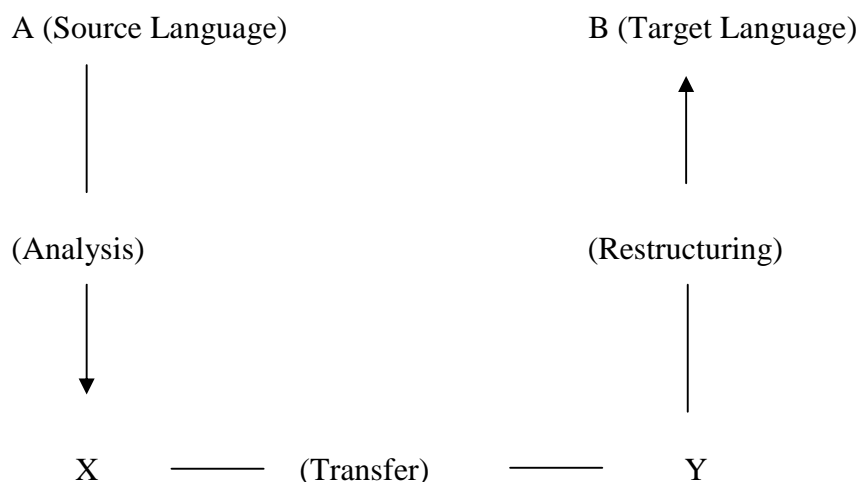 A (Source Language) B (Target Language)
(Analysis) (Restructuring)
X (Transfer) Y